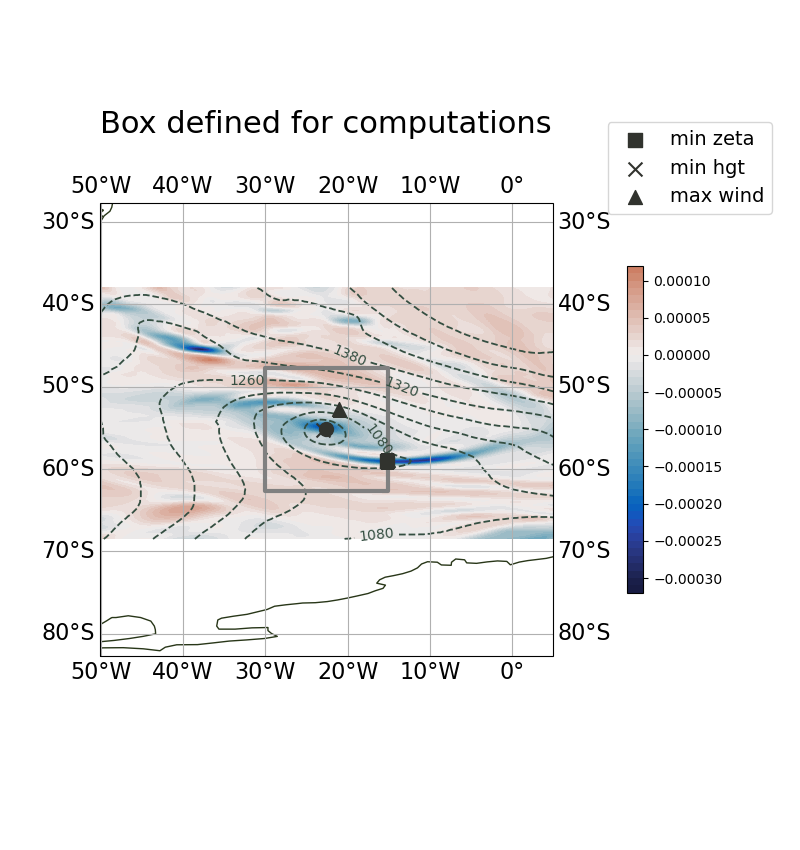 Box defined for computations
min zeta
min hgt
max wind
50°W 40°W 30°W 20°W 10°W 0°
30°S 30°S
40°S 40°S
50°S 50°S
60°S 60°S
70°S 70°S
80°S 80°S
50°W 40°W 30°W 20°W 10°W 0°
1380
1260 1320
1080
1080
0.00010
0.00005
0.00000
−0.00005
−0.00010
−0.00015
−0.00020
−0.00025
−0.00030